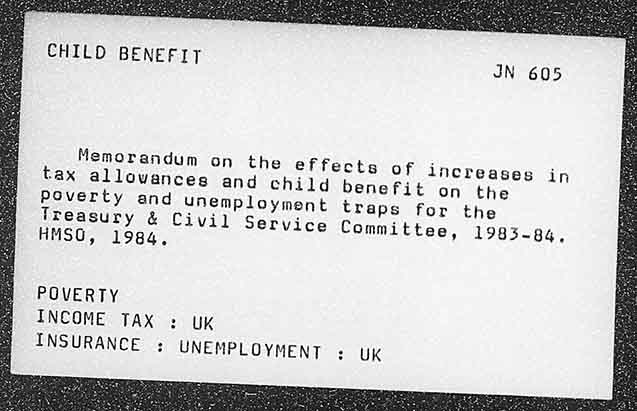 CHILD BENEFIT
JN 605
Memorandum on the effects of increases in
tax allowances and child benefit on the
poverty and unemployment traps for the
Treasury & Civil Service Committee, 1983-84.
HMSO, 1984.
POVERTY
INCOME TAX : UK
INSURANCE : UNEMPLOYMENT : UK